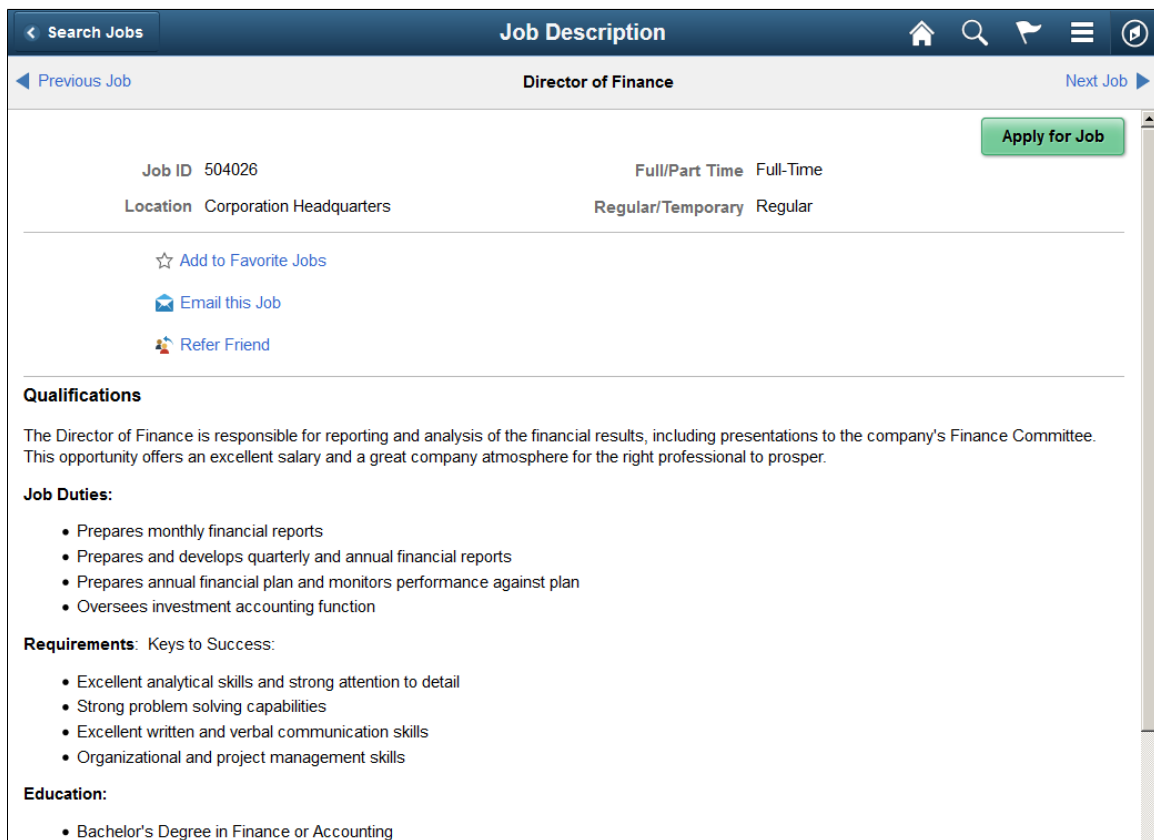 Search Jobs
Job Description
Previous Job
Director of Finance
Next Job
Apply for Job
Job ID 504026
Full/Part Time Full-Time
Location Corporation Headquarters
Regular/Temporary Regular
Add to Favorite Jobs
Email this Job
Refer Friend
Qualifications
The Director of Finance is responsible for reporting and analysis of the financial results, including presentations to the company's Finance Committee.
This opportunity offers an excellent salary and a great company atmosphere for the right professional to prosper.
Job Duties:
• Prepares monthly financial reports
• Prepares and develops quarterly and annual financial reports
• Prepares annual financial plan and monitors performance against plan
• Oversees investment accounting function
Requirements: Keys to Success:
• Excellent analytical skills and strong attention to detail
• Strong problem solving capabilities
• Excellent written and verbal communication skills
• Organizational and project management skills
Education:
• Bachelor's Degree in Finance or Accounting